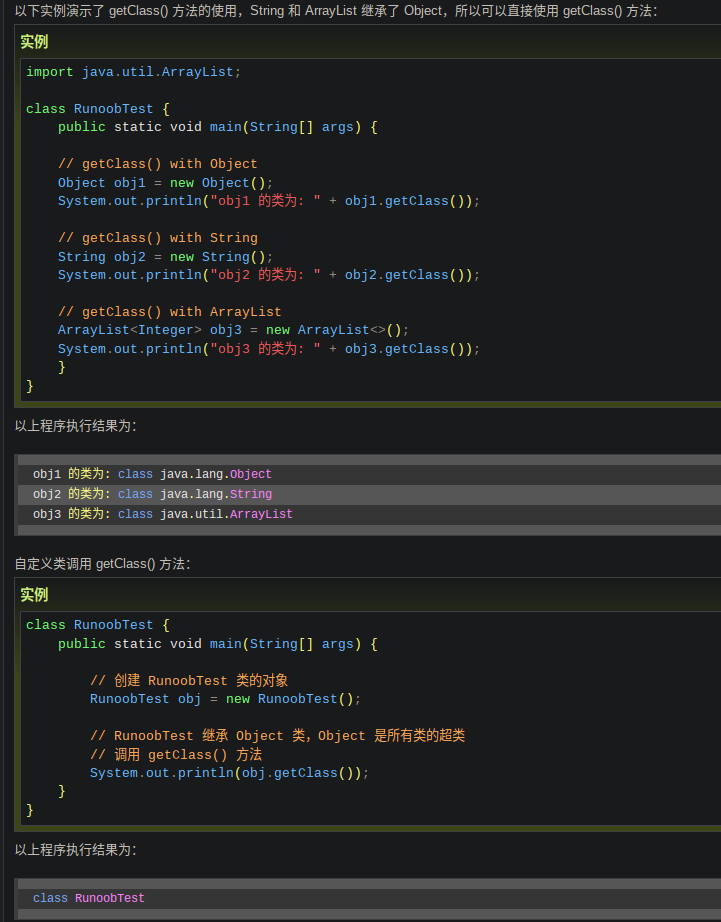 以下实例演示了 getClass() 方法的使用，String 和 ArrayList 继承了 Object，所以可以直接使用 getClass() 方法：
实例
import java.util.ArrayList;
class RunoobTest {
public static void main(String[] args) {
// getClass() with Object
Object obj1 = new Object();
System.out.println("obj1 的类为: " + obj1.getClass());
// getClass() with String
String obj2 = new String();
System.out.println("obj2 的类为: " + obj2.getClass());
// getClass() with ArrayList
ArrayList<Integer> obj3 = new ArrayList<>();
System.out.println("obj3 的类为: " + obj3.getClass());
}
}
以上程序执行结果为：
obj1 的类为: class java.lang.Object
obj2 的类为: class java.lang.String
obj3 的类为: class java.util.ArrayList
自定义类调用 getClass() 方法：
实例
class RunoobTest {
public static void main(String[] args) {
// 创建 RunoobTest 类的对象
RunoobTest obj = new RunoobTest();
// RunoobTest 继承 Object 类，Object 是所有类的超类
// 调用 getClass() 方法
System.out.println(obj.getClass());
}
}
以上程序执行结果为：
class RunoobTest